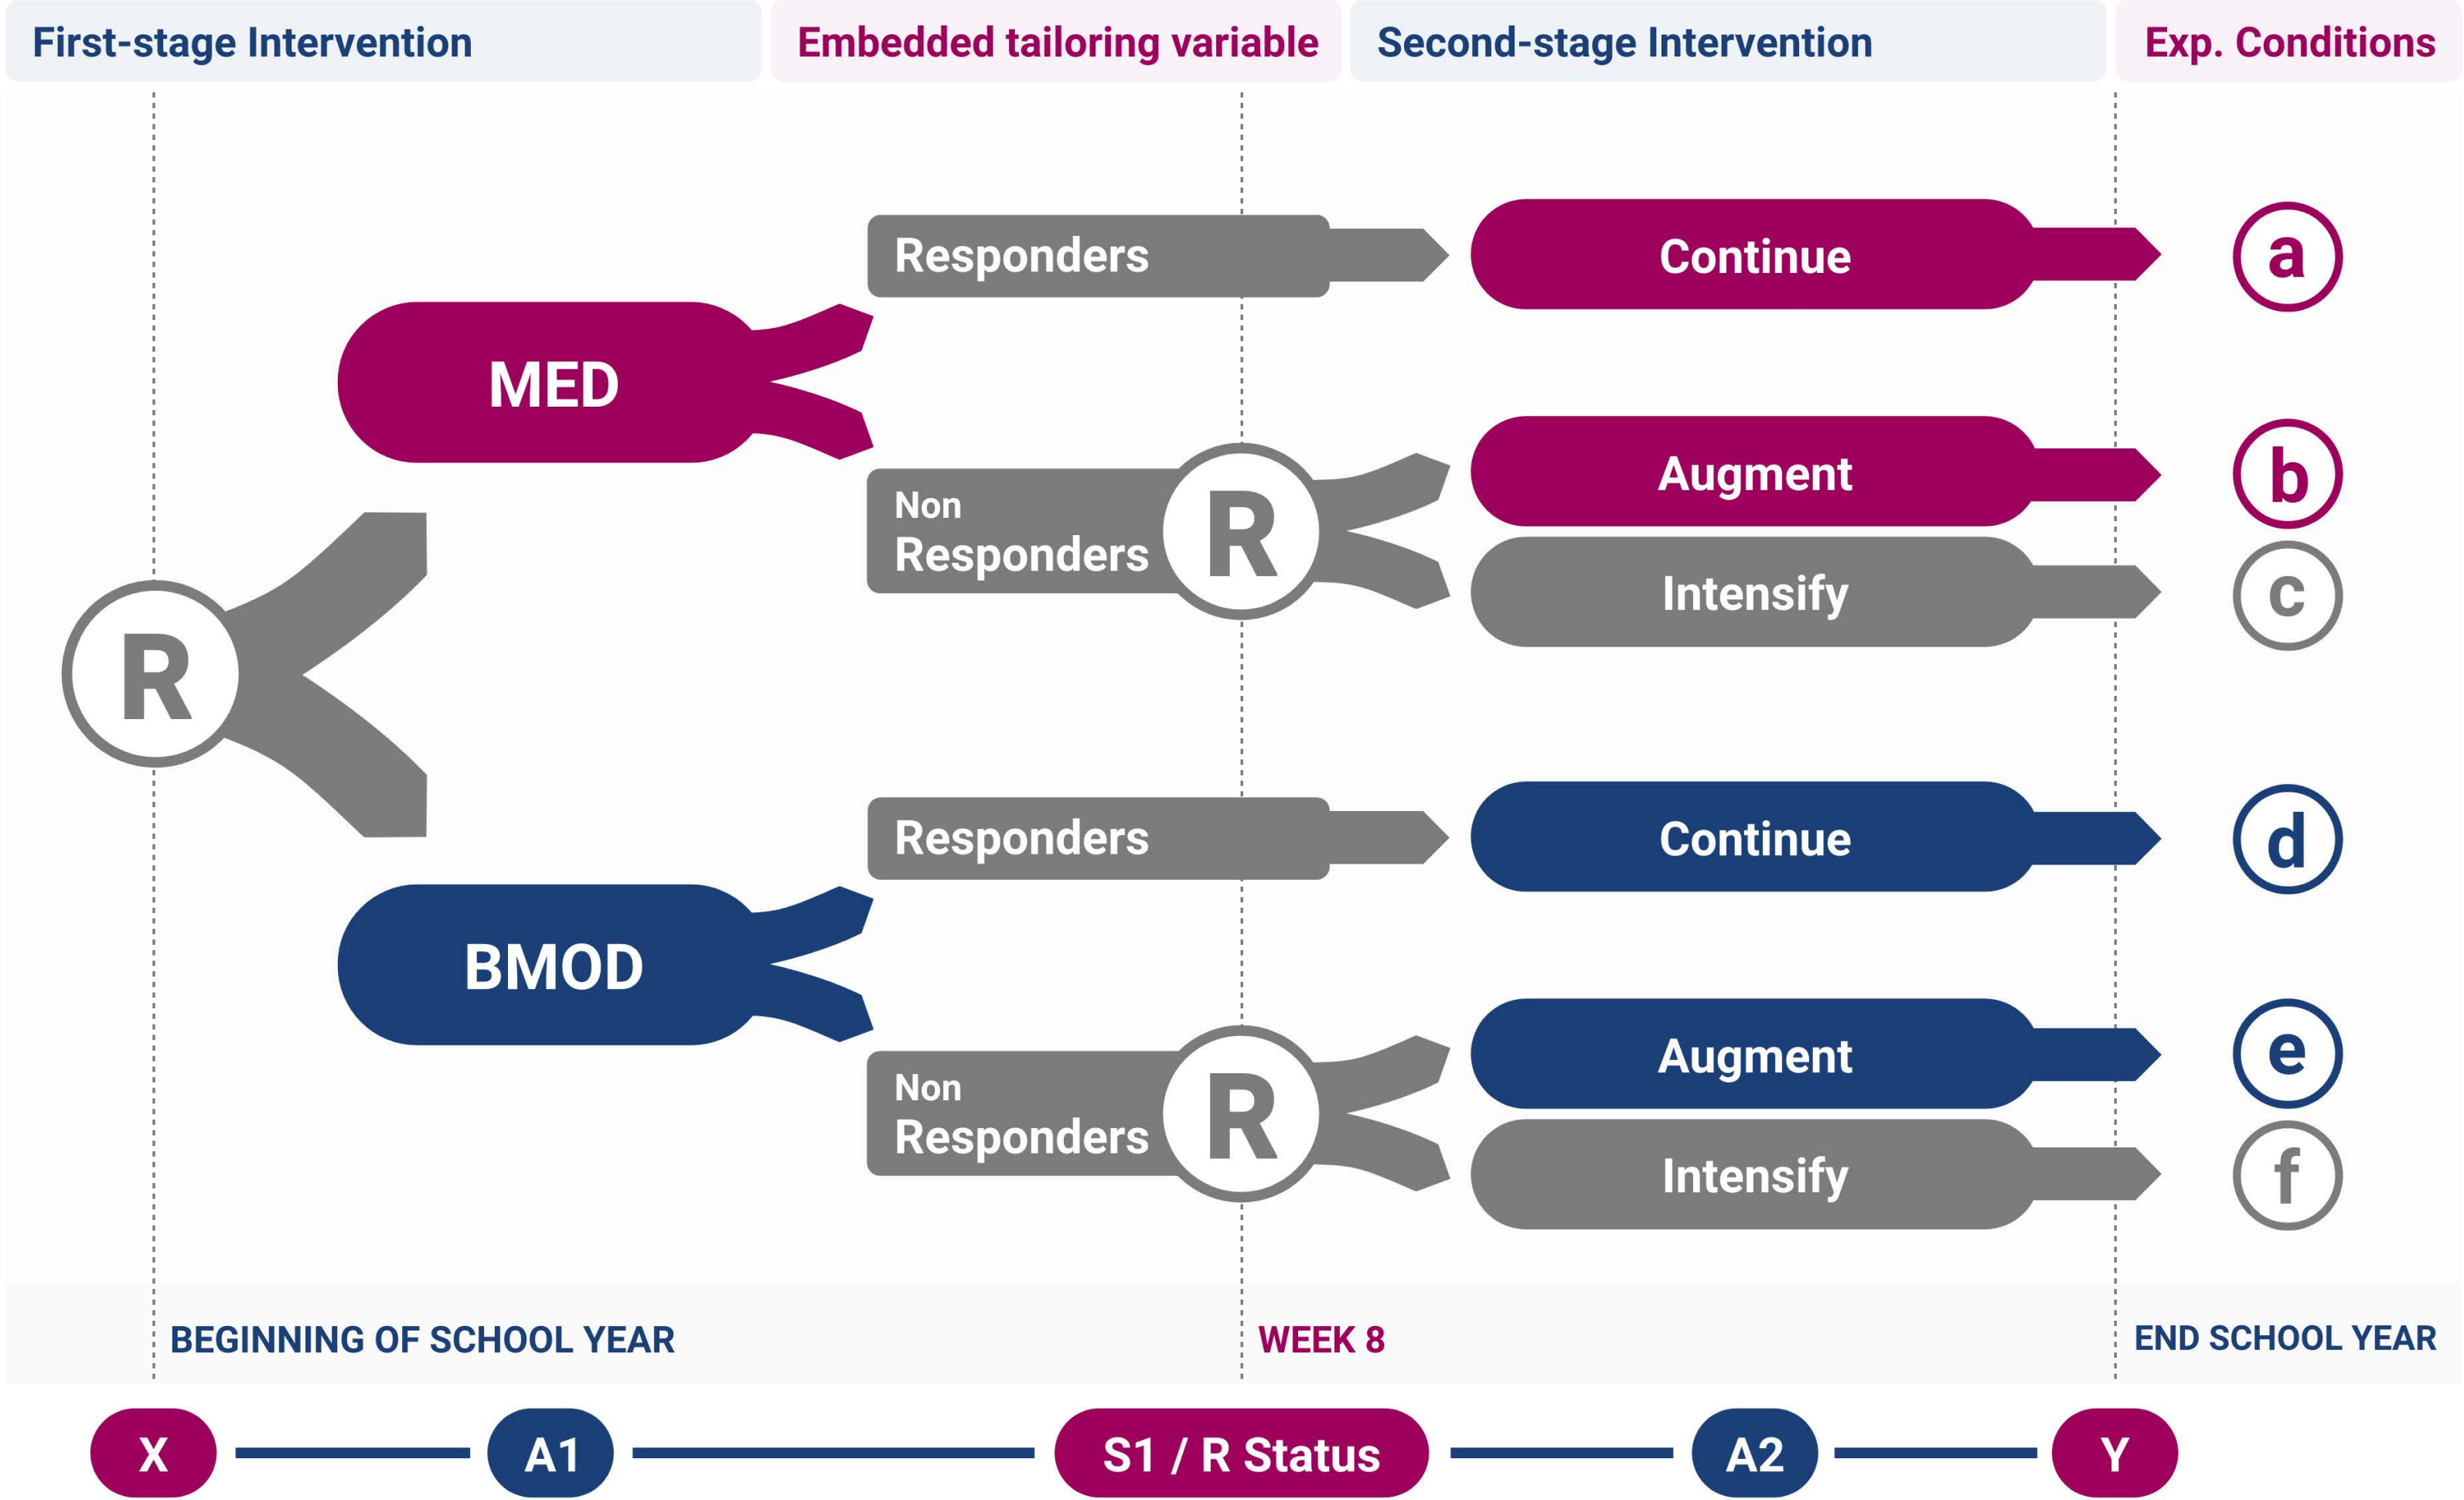 First-stage Intervention
Embedded tailoring variable
Second-stage Intervention
Exp. Conditions
Responders
Continue
a
MED
Augment
b
Non
Responders
R
Intensify
c
R
Responders
Continue
d
BMOD
Augment
e
Non
Responders
R
Intensify
f
BEGINNING OF SCHOOL YEAR
WEEK 8
END SCHOOL YEAR
X
A1
S1 / R Status
A2
Y